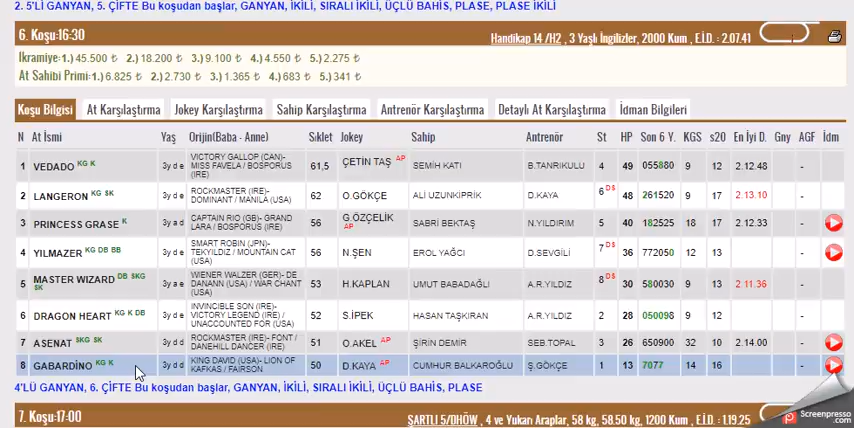 2. 5'Lİ GANYAN, 5. ÇİFTE Bu koşudan başlar, GANYAN, İKİLİ, SIRALI İKİLİ, ÜÇLÜ BAHİS, PLASE, PLASE İKİLİ
6. Koşu:16:30 Handikap 14 /H2 , 3 Yaşlı İngilizler, 2000 Kum , E.İ.D. : 2.07.41
İkramiye:1.) 45.500 ₺ 2.) 18.200 ₺ 3.) 9.100 ₺ 4.) 4.550 ₺ 5.) 2.275 ₺
At Sahibi Primi:1.) 6.825 ₺ 2.) 2.730 ₺ 3.) 1.365 ₺ 4.) 683 ₺ 5.) 341 ₺
Koşu Bilgisi At Karşılaştırma Jokey Karşılaştırma Sahip Karşılaştırma Antrenör Karşılaştırma Detaylı At Karşılaştırma İdman Bilgileri
N At İsmi Yaş Orijin(Baba - Anne) Sıklet Jokey Sahip Antrenör St HP Son 6 Y. KGS s20 En İyi D. Gny AGF İdm
1 VEDADO KG K 3y d e VICTORY GALLOP (CAN)- MISS FAVELA / BOSPORUS (IRE) 61,5 ÇETİN TAŞ AP SEMİH KATI B.TANRIKULU 4 49 055880 9 12 2.12.48 -
2 LANGERON KG SK 3y d e ROCKMASTER (IRE)- DOMINANT / MANILA (USA) 62 O.GÖKÇE ALİ UZUNKİPRİK D.KAYA 6 DS 48 261520 9 17 2.13.10 -
3 PRINCESS GRASE K 3y a d CAPTAIN RIO (GB)- GRAND LARA / BOSPORUS (IRE) 56 G.ÖZÇELİK AP SABRİ BEKTAŞ N.YILDIRIM 5 40 182525 18 17 2.12.33 -
4 YILMAZER KG DB BB 3y d e SMART ROBIN (JPN)- TEKYILDIZ / MOUNTAIN CAT (USA) 56 N.ŞEN EROL YAĞCI D.SEVGİLİ 7 DS 36 772050 12 13 -
5 MASTER WIZARD DB SKG SK 3y a e WIENER WALZER (GER)- DE DANANN (USA) / WAR CHANT (USA) 53 H.KAPLAN UMUT BABADAĞLI A.R.YILDIZ 8 DS 30 580030 9 17 2.11.36 -
6 DRAGON HEART KG K DB 3y d e INVINCIBLE SON (IRE)- VICTORY LEGEND (IRE) / UNACCOUNTED FOR (USA) 52 S.İPEK HASAN TAŞKIRAN A.R.YILDIZ 2 28 050098 9 12 -
7 ASENAT SKG SK 3y d d ROCKMASTER (IRE)- FONT / DANEHILL DANCER (IRE) 51 O.AKEL AP ŞİRİN DEMİR SEB.TOPAL 3 26 650900 32 10 2.14.00 -
8 GABARDİNO KG K 3y d d KING DAVID (USA)- LION OF KAFKAS / FAIRSON 50 D.KAYA AP CUMHUR BALKAROĞLU Ş.GÖKÇE 1 13 7077 14 16 -
4'LÜ GANYAN, 6. ÇİFTE Bu koşudan başlar, GANYAN, İKİLİ, SIRALI İKİLİ, ÜÇLÜ BAHİS, PLASE
7. Koşu:17:00 ŞARTLI 5/DHÖW , 4 ve Yukarı Araplar, 58 kg, 58.50 kg, 1200 Kum , E.İ.D. : 1.19.25
Screenpresso.com